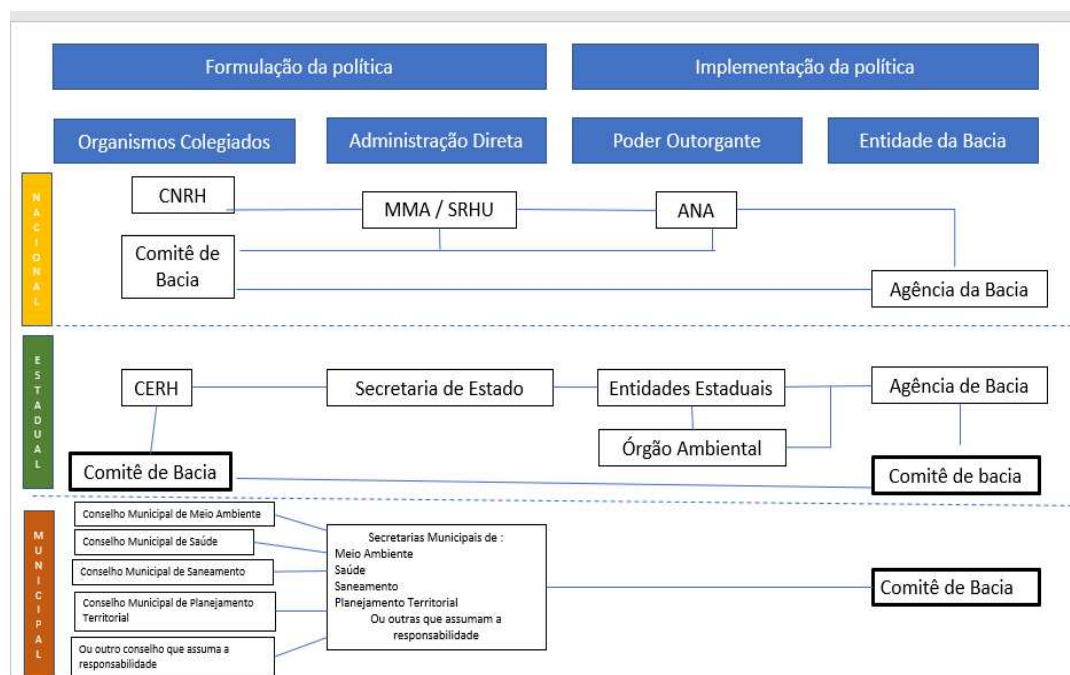 Formulação da política
Implementação da política
Organismos Colegiados
Administração Direta
Poder Outorgante
Entidade da Bacia
NACIONAL
CNRH
MMA / SRHU
ANA
Comitê de
Bacia
Agência da Bacia
ESTADUAL
CERH
Secretaria de Estado
Entidades Estaduais
Agência de Bacia
Órgão Ambiental
Comitê de Bacia
Comitê de bacia
MUNICIPAL
Conselho Municipal de Meio Ambiente
Conselho Municipal de Saúde
Conselho Municipal de Saneamento
Conselho Municipal de Planejamento
Territorial
Ou outro conselho que assuma a
responsabilidade
Secretarias Municipais de :
Meio Ambiente
Saúde
Saneamento
Planejamento Territorial
Ou outras que assumam a
responsabilidade
Comitê de Bacia